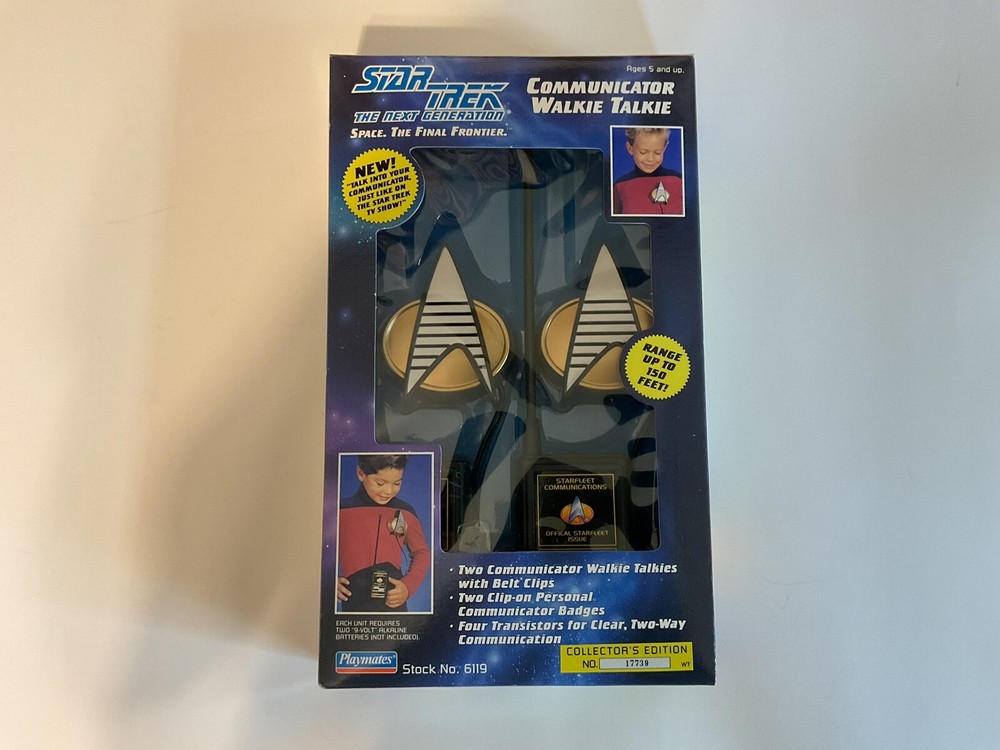 Ages 5 and up.
STAR TREK
THE NEXT GENERATION
SPACE. THE FINAL FRONTIER.™
COMMUNICATOR
WALKIE TALKIE
NEW!
"TALK INTO YOUR
COMMUNICATOR,
JUST LIKE ON
THE STAR TREK
TV SHOW!"
RANGE
UP TO
150
FEET!
STARFLEET
COMMUNICATIONS
OFFICAL STARFLEET
ISSUE
· Two Communicator Walkie Talkies
with Belt Clips
· Two Clip-on Personal
Communicator Badges
· Four Transistors for Clear, Two-Way
Communication
EACH UNIT REQUIRES
TWO "9-VOLT" ALKALINE
BATTERIES (NOT INCLUDED).
Playmates®
Stock No. 6119
COLLECTOR'S EDITION
NO. 17739 WT